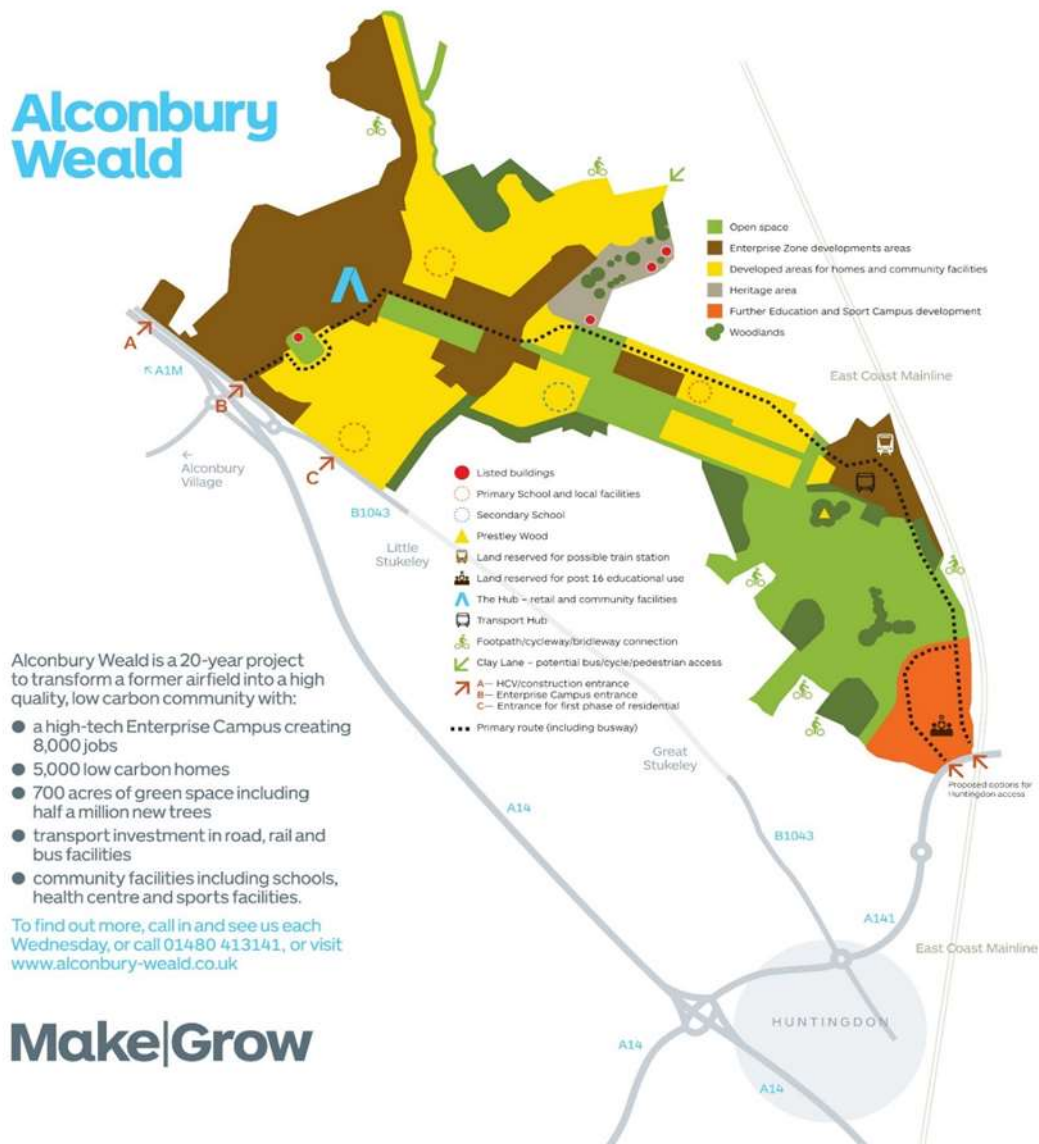 Alconbury
Weald
Open space
Enterprise Zone developments areas
Developed areas for homes and community facilities
Heritage area
Further Education and Sport Campus development
Woodlands
East Coast Mainline
A
A1M
B
C
Alconbury
Village
B1043
Little
Stukeley
Listed buildings
Primary School and local facilities
Secondary School
Prestley Wood
Land reserved for possible train station
Land reserved for post 16 educational use
The Hub – retail and community facilities
Transport Hub
Footpath/cycleway/bridleway connection
Clay Lane – potential bus/cycle/pedestrian access
A— HCV/construction entrance
B— Enterprise Campus entrance
C— Entrance for first phase of residential
Primary route (including busway)
Great
Stukeley
Proposed options for
Huntingdon access
A14
B1043
A141
East Coast Mainline
HUNTINGDON
A14
A14
Alconbury Weald is a 20-year project
to transform a former airfield into a high
quality, low carbon community with:
● a high-tech Enterprise Campus creating
8,000 jobs
● 5,000 low carbon homes
● 700 acres of green space including
half a million new trees
● transport investment in road, rail and
bus facilities
● community facilities including schools,
health centre and sports facilities.
To find out more, call in and see us each
Wednesday, or call 01480 413141, or visit
www.alconbury-weald.co.uk
Make|Grow